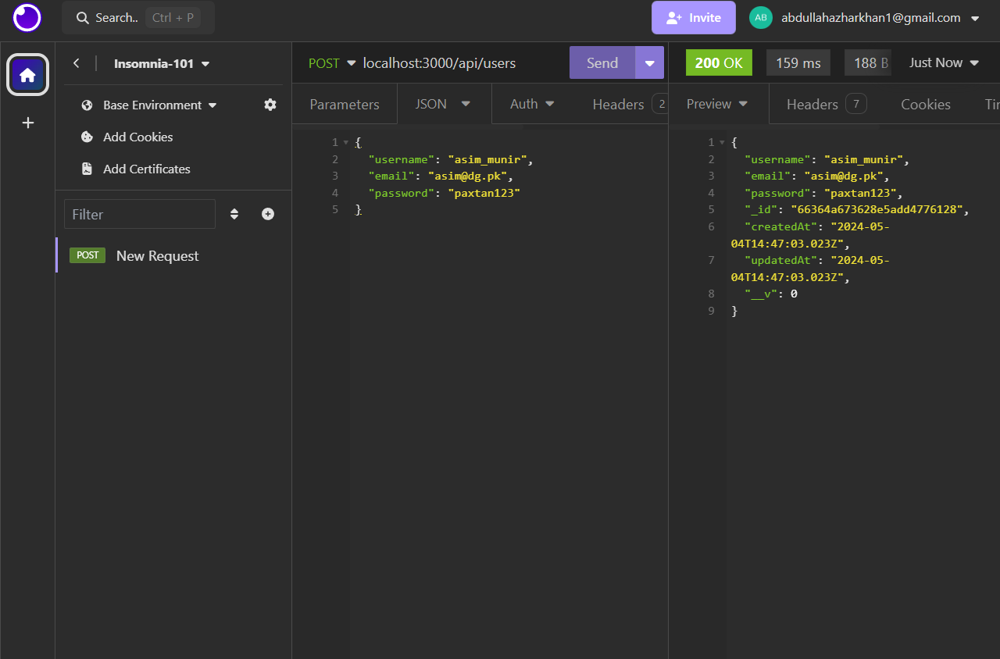 Search.. Ctrl + P
Invite
AB abdullahazharkhan1@gmail.com
Insomnia-101
Base Environment
Add Cookies
Add Certificates
Filter
POST New Request
POST localhost:3000/api/users Send
Parameters JSON Auth Headers 2
1 {
2 "username": "asim_munir",
3 "email": "asim@dg.pk",
4 "password": "paxtan123"
5 }
200 OK 159 ms 188 B Just Now
Preview Headers 7 Cookies
1 {
2 "username": "asim_munir",
3 "email": "asim@dg.pk",
4 "password": "paxtan123",
5 "_id": "66364a673628e5add4776128",
6 "createdAt": "2024-05-
04T14:47:03.023Z",
7 "updatedAt": "2024-05-
04T14:47:03.023Z",
8 "__v": 0
9 }